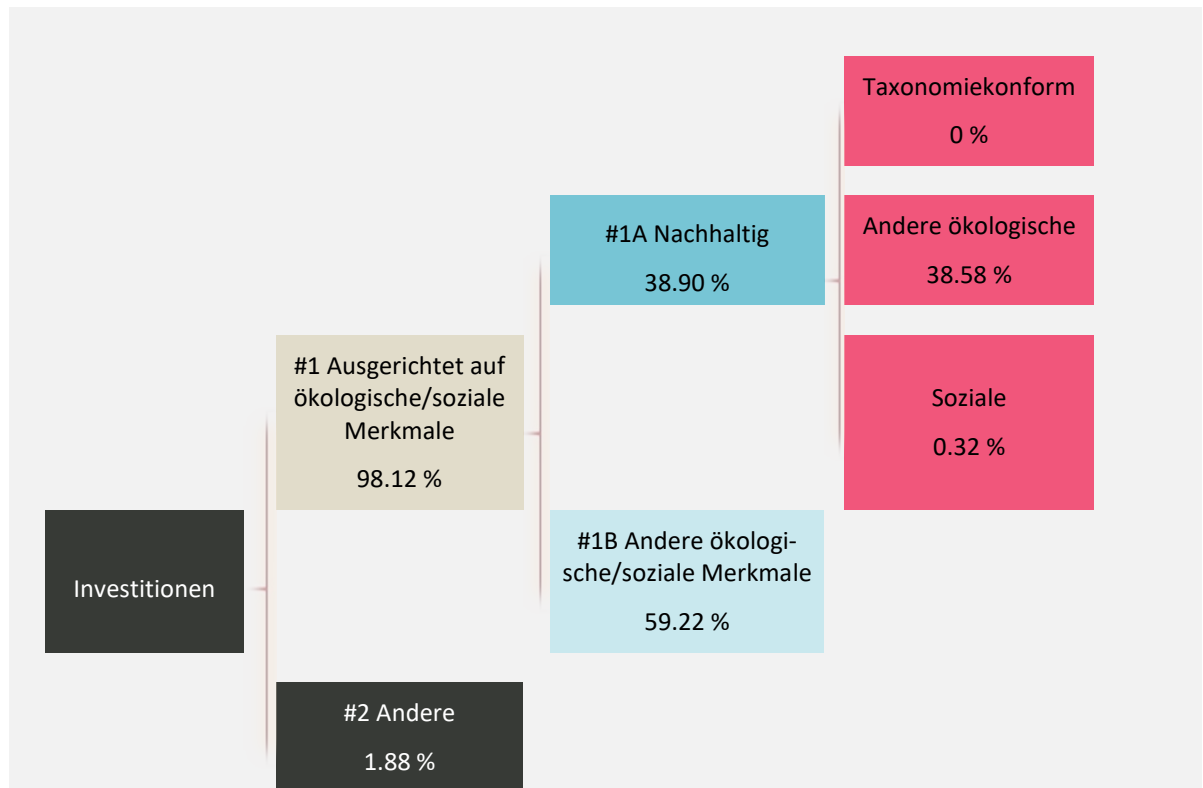 Taxonomiekonform
0 %
#1A Nachhaltig
38.90 %
Andere ökologische
38.58 %
#1 Ausgerichtet auf
ökologische/soziale
Merkmale
98.12 %
Soziale
0.32 %
Investitionen
#1B Andere ökologi-
sche/soziale Merkmale
59.22 %
#2 Andere
1.88 %